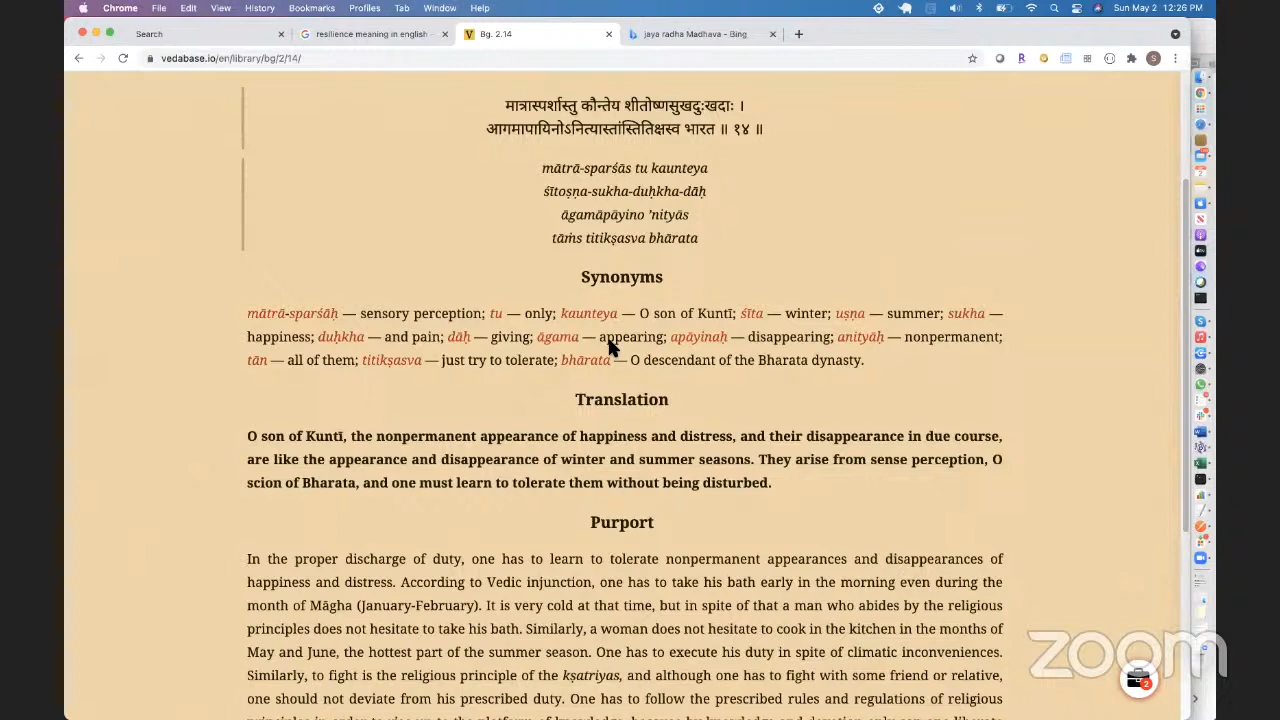 Chrome File Edit View History Bookmarks Profiles Tab Window Help Sun May 2 12:26 PM
Search resilience meaning in english - Bg. 2.14 jaya radha Madhava - Bing
vedabase.io/en/library/bg/2/14/
मात्रास्पर्शास्तु कौन्तेय शीतोष्णसुखदुःखदाः ।
आगमापायिनोऽनित्यास्तांस्तितिक्षस्व भारत ॥ १४ ॥
mātrā-sparśās tu kaunteya
śītoṣṇa-sukha-duḥkha-dāḥ
āgamāpāyino ’nityās
tāṁs titikṣasva bhārata
Synonyms
mātrā-sparśāḥ — sensory perception; tu — only; kaunteya — O son of Kuntī; śīta — winter; uṣṇa — summer; sukha —
happiness; duḥkha — and pain; dāḥ — giving; āgama — appearing; apāyinaḥ — disappearing; anityāḥ — nonpermanent;
tān — all of them; titikṣasva — just try to tolerate; bhārata — O descendant of the Bharata dynasty.
Translation
O son of Kuntī, the nonpermanent appearance of happiness and distress, and their disappearance in due course,
are like the appearance and disappearance of winter and summer seasons. They arise from sense perception, O
scion of Bharata, and one must learn to tolerate them without being disturbed.
Purport
In the proper discharge of duty, one has to learn to tolerate nonpermanent appearances and disappearances of
happiness and distress. According to Vedic injunction, one has to take his bath early in the morning even during the
month of Māgha (January-February). It is very cold at that time, but in spite of that a man who abides by the religious
principles does not hesitate to take his bath. Similarly, a woman does not hesitate to cook in the kitchen in the months of
May and June, the hottest part of the summer season. One has to execute his duty in spite of climatic inconveniences.
Similarly, to fight is the religious principle of the kṣatriyas, and although one has to fight with some friend or relative,
one should not deviate from his prescribed duty. One has to follow the prescribed rules and regulations of religious
zoom
2